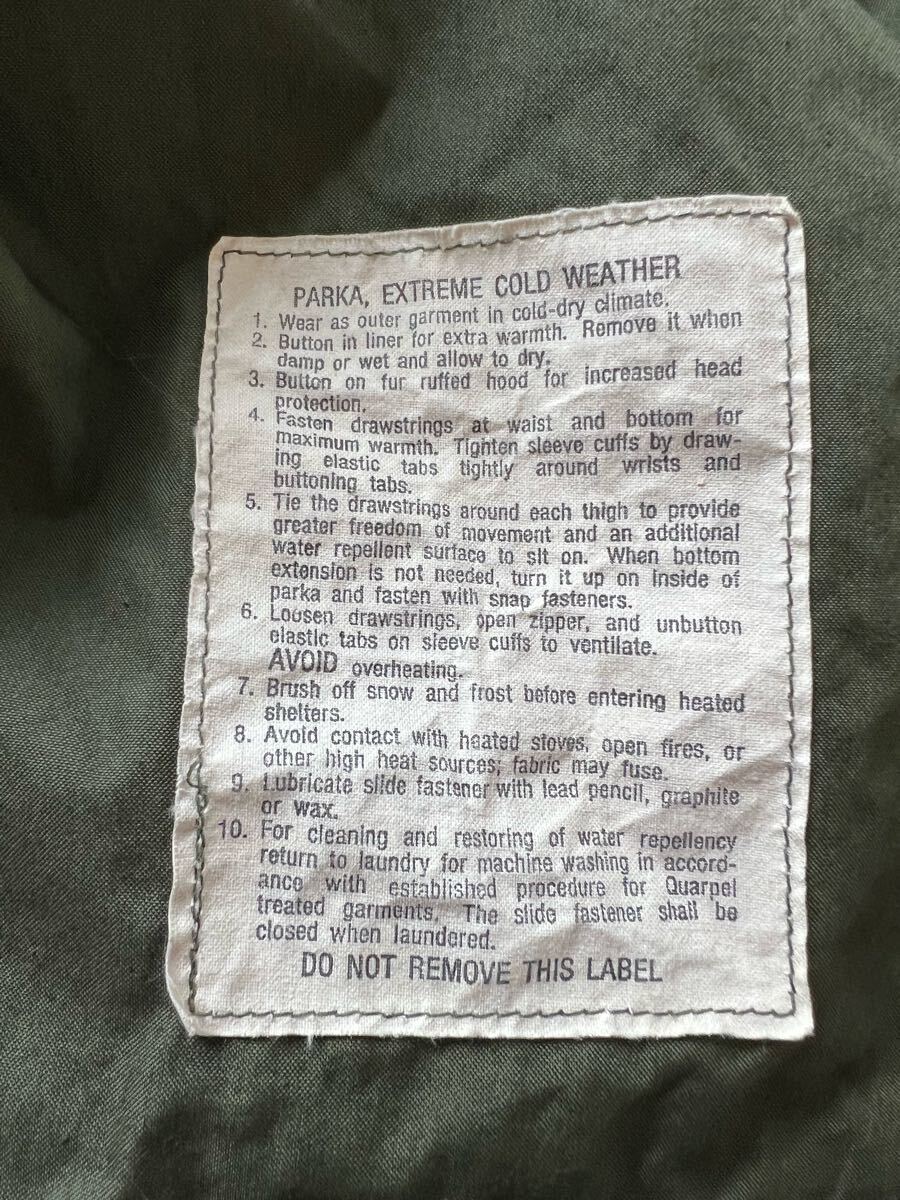 PARKA, EXTREME COLD WEATHER
1. Wear as outer garment in cold-dry climate.
2. Button in liner for extra warmth. Remove it when
damp or wet and allow to dry.
3. Button on fur ruffed hood for increased head
protection.
4. Fasten drawstrings at waist and bottom for
maximum warmth. Tighten sleeve cuffs by draw-
ing elastic tabs tightly around wrists and
buttoning tabs.
5. Tie the drawstrings around each thigh to provide
greater freedom of movement and an additional
water repellent surface to sit on. When bottom
extension is not needed, turn it up on inside of
parka and fasten with snap fasteners.
6. Loosen drawstrings, open zipper, and unbutton
elastic tabs on sleeve cuffs to ventilate.
AVOID overheating.
7. Brush off snow and frost before entering heated
shelters.
8. Avoid contact with heated stoves, open fires, or
other high heat sources; fabric may fuse.
9. Lubricate slide fastener with lead pencil, graphite
or wax.
10. For cleaning and restoring of water repellency
return to laundry for machine washing in accord-
ance with established procedure for Quarpel
treated garments. The slide fastener shall be
closed when laundered.
DO NOT REMOVE THIS LABEL